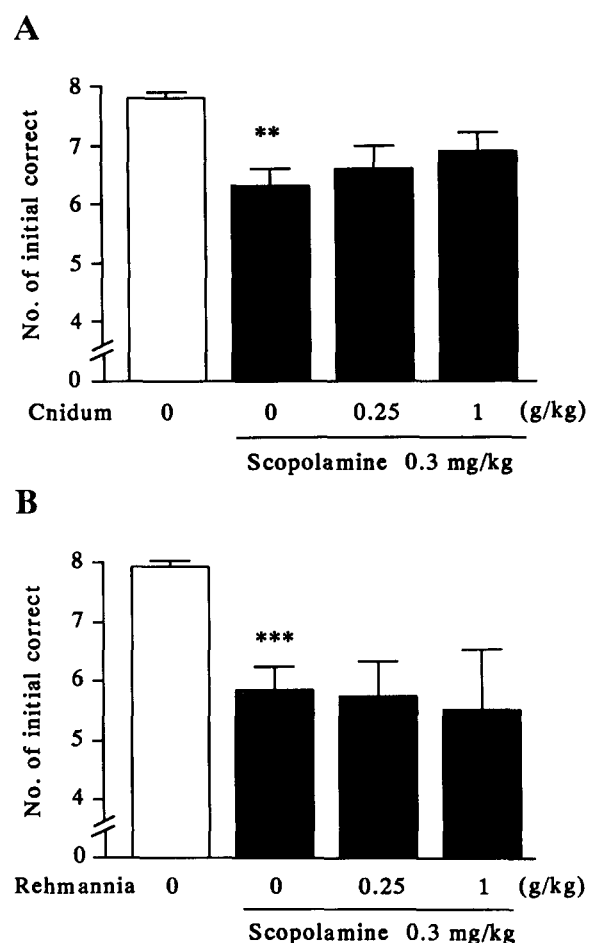 A
No. of initial correct
8
7
6
5
4
0
**
Cnidum 0 0 0.25 1 (g/kg)
Scopolamine 0.3 mg/kg
B
No. of initial correct
8
7
6
5
4
0
***
Rehmannia 0 0 0.25 1 (g/kg)
Scopolamine 0.3 mg/kg